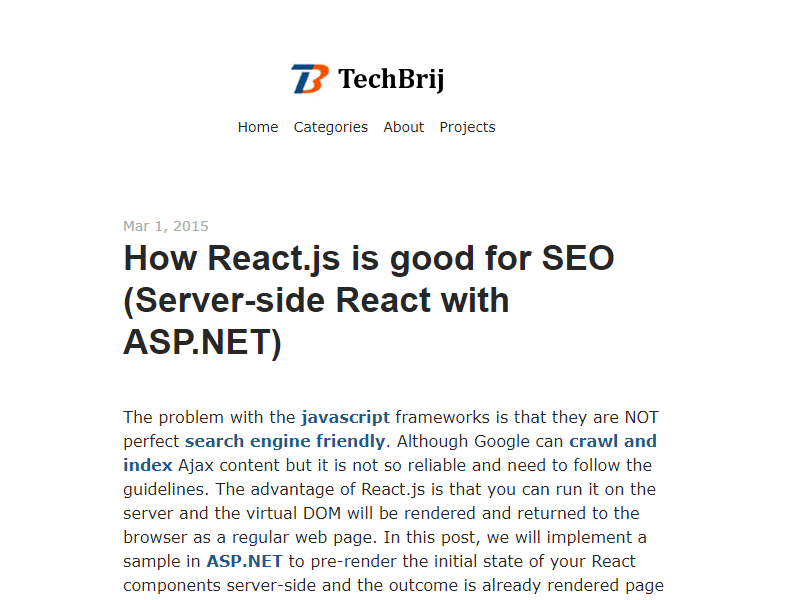 TechBrij
Home Categories About Projects
Mar 1, 2015
How React.js is good for SEO
(Server-side React with
ASP.NET)
The problem with the javascript frameworks is that they are NOT
perfect search engine friendly. Although Google can crawl and
index Ajax content but it is not so reliable and need to follow the
guidelines. The advantage of React.js is that you can run it on the
server and the virtual DOM will be rendered and returned to the
browser as a regular web page. In this post, we will implement a
sample in ASP.NET to pre-render the initial state of your React
components server-side and the outcome is already rendered page